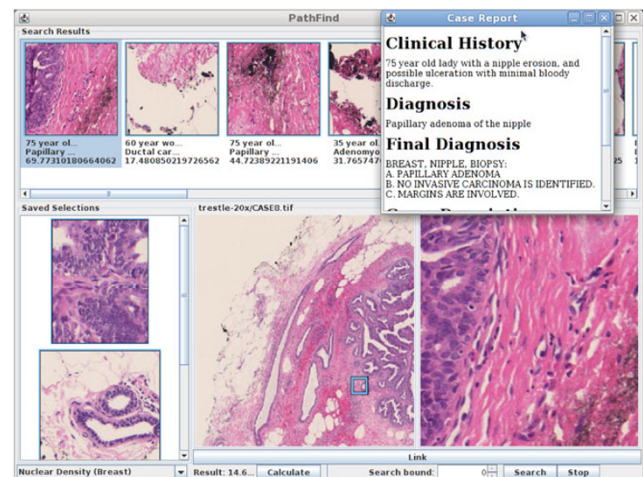 PathFind
Case Report
Search Results
75 year ol...
Papillary ...
69.77310180664062
60 year wo...
Ductal car...
17.480850219726562
75 year ol...
Papillary ...
44.72389221191406
35 year ol.
Adenomyo
31.765747
Clinical History
75 year old lady with a nipple erosion, and
possible ulceration with minimal bloody
discharge.
Diagnosis
Papillary adenoma of the nipple
Final Diagnosis
BREAST, NIPPLE, BIOPSY:
A. PAPILLARY ADENOMA
B. NO INVASIVE CARCINOMA IS IDENTIFIED.
C. MARGINS ARE INVOLVED.
Saved Selections
trestle-20x/CASE8.tif
Link
Nuclear Density (Breast)
Result: 14.6...
Calculate
Search bound:
0
Search
Stop